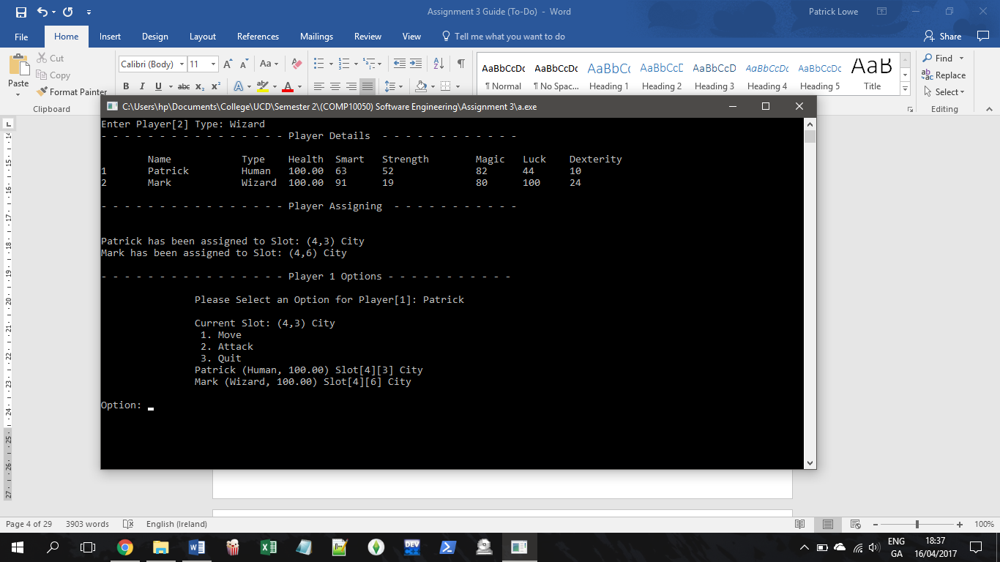 Assignment 3 Guide (To-Do) - Word
Patrick Lowe
File Home Insert Design Layout References Mailings Review View Tell me what you want to do Share
Paste
Cut
Copy
Format Painter
Clipboard
Calibri (Body) 11
B I U abc x₂ x²
AaBbCcDc AaBbCcDc AaBbCc AaBbCcD AaBbCcD AaBbCcDc AaBbCcDc AaB
¶ Normal ¶ No Spac... Heading 1 Heading 2 Heading 3 Heading 4 Heading 5 Title
Find
Replace
Select
Editing
C:\Users\hp\Documents\College\UCD\Semester 2\(COMP10050) Software Engineering\Assignment 3\a.exe
Enter Player[2] Type: Wizard
- - - - - - - - - - - - - - - - Player Details - - - - - - - - - - - -
Name Type Health Smart Strength Magic Luck Dexterity
1 Patrick Human 100.00 63 52 82 44 10
2 Mark Wizard 100.00 91 19 80 100 24
- - - - - - - - - - - - - - - - Player Assigning - - - - - - - - - - -
Patrick has been assigned to Slot: (4,3) City
Mark has been assigned to Slot: (4,6) City
- - - - - - - - - - - - - - - - Player 1 Options - - - - - - - - - - -
Please Select an Option for Player[1]: Patrick
Current Slot: (4,3) City
1. Move
2. Attack
3. Quit
Patrick (Human, 100.00) Slot[4][3] City
Mark (Wizard, 100.00) Slot[4][6] City
Option:
Page 4 of 29 3903 words English (Ireland) 100%
DEV
ENG
GA
18:37
16/04/2017